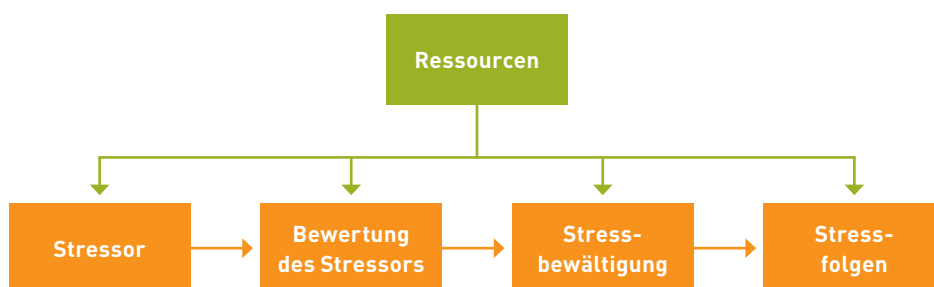 Ressourcen
Stressor
Bewertung
des Stressors
Stress-
bewältigung
Stress-
folgen